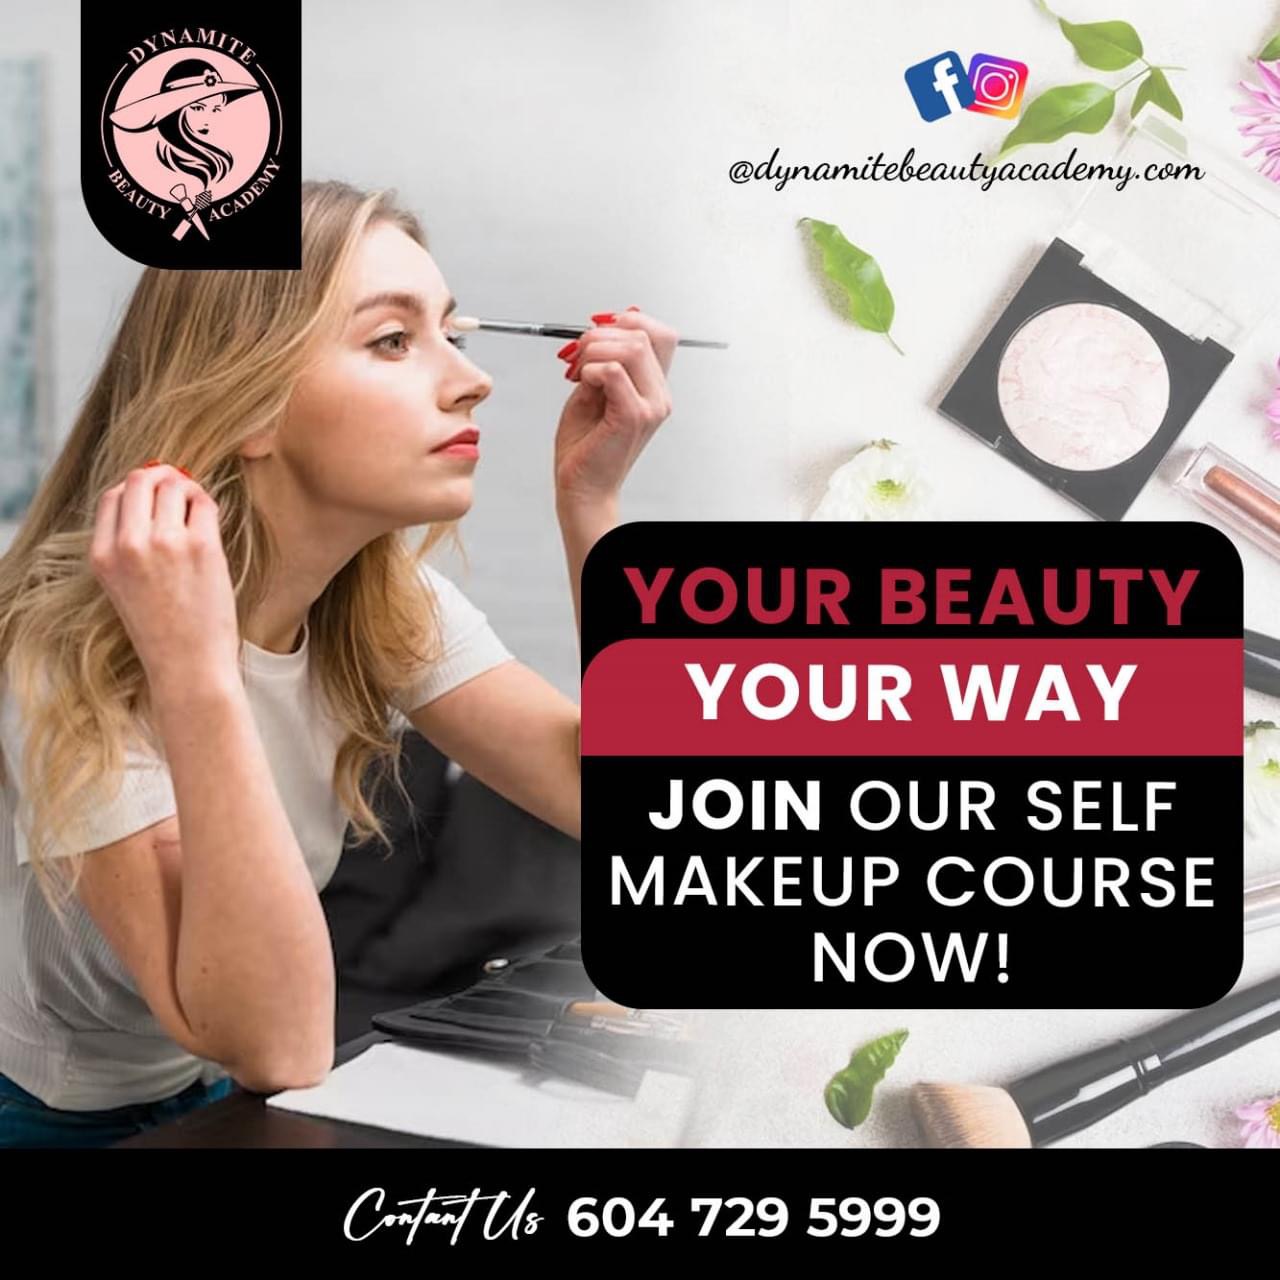 DYNAMITE
BEAUTY ACADEMY
@dynamitebeautyacademy.com
YOUR BEAUTY
YOUR WAY
JOIN OUR SELF
MAKEUP COURSE
NOW!
Contant Us 604 729 5999